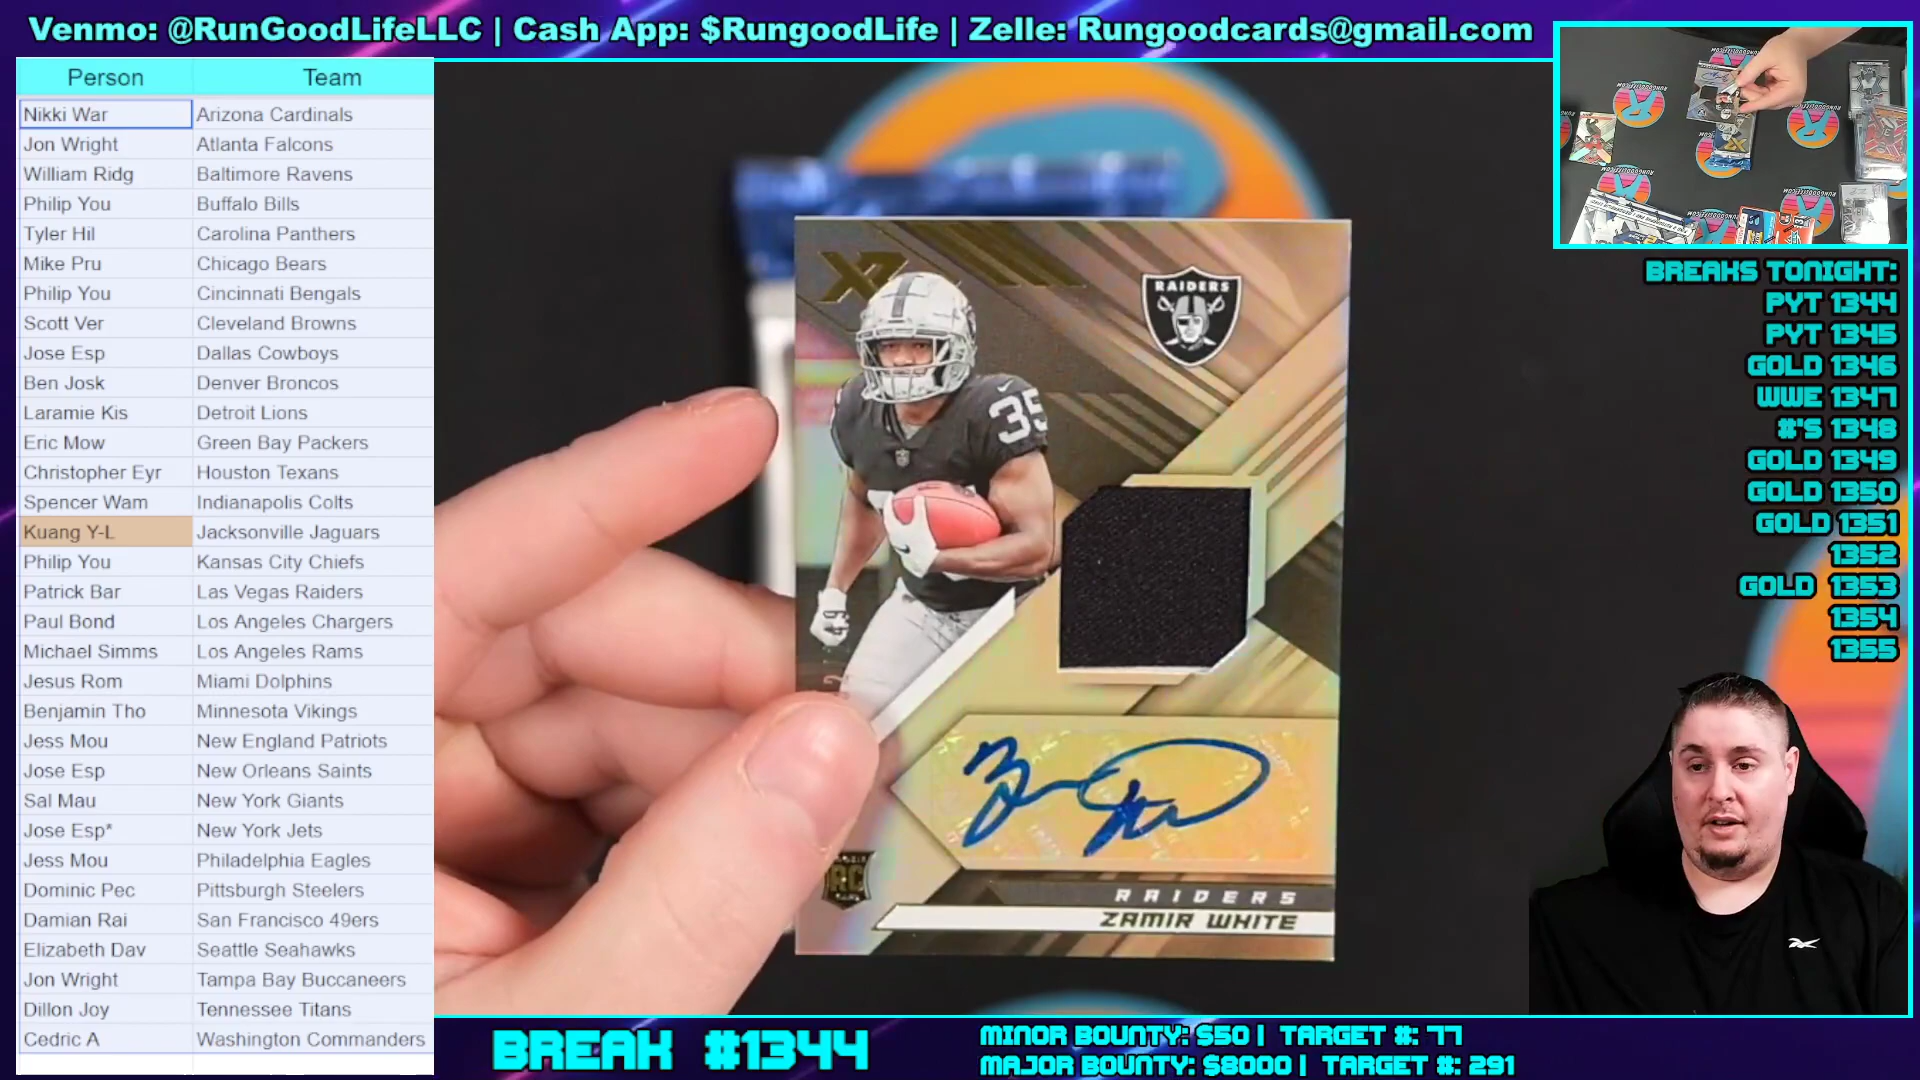 Venmo: @RunGoodLifeLLC | Cash App: $RungoodLife | Zelle: Rungoodcards@gmail.com
Person Team
Nikki War Arizona Cardinals
Jon Wright Atlanta Falcons
William Ridg Baltimore Ravens
Philip You Buffalo Bills
Tyler Hil Carolina Panthers
Mike Pru Chicago Bears
Philip You Cincinnati Bengals
Scott Ver Cleveland Browns
Jose Esp Dallas Cowboys
Ben Josk Denver Broncos
Laramie Kis Detroit Lions
Eric Mow Green Bay Packers
Christopher Eyr Houston Texans
Spencer Wam Indianapolis Colts
Kuang Y-L Jacksonville Jaguars
Philip You Kansas City Chiefs
Patrick Bar Las Vegas Raiders
Paul Bond Los Angeles Chargers
Michael Simms Los Angeles Rams
Jesus Rom Miami Dolphins
Benjamin Tho Minnesota Vikings
Jess Mou New England Patriots
Jose Esp New Orleans Saints
Sal Mau New York Giants
Jose Esp* New York Jets
Jess Mou Philadelphia Eagles
Dominic Pec Pittsburgh Steelers
Damian Rai San Francisco 49ers
Elizabeth Dav Seattle Seahawks
Jon Wright Tampa Bay Buccaneers
Dillon Joy Tennessee Titans
Cedric A Washington Commanders
XR
RAIDERS
35
RC
RAIDERS
ZAMIR WHITE
BREAKS TONIGHT:
PYT 1344
PYT 1345
GOLD 1346
WWE 1347
#'S 1348
GOLD 1349
GOLD 1350
GOLD 1351
1352
GOLD 1353
1354
1355
BREAK #1344
MINOR BOUNTY: $50 | TARGET #: 77
MAJOR BOUNTY: $8000 | TARGET #: 291